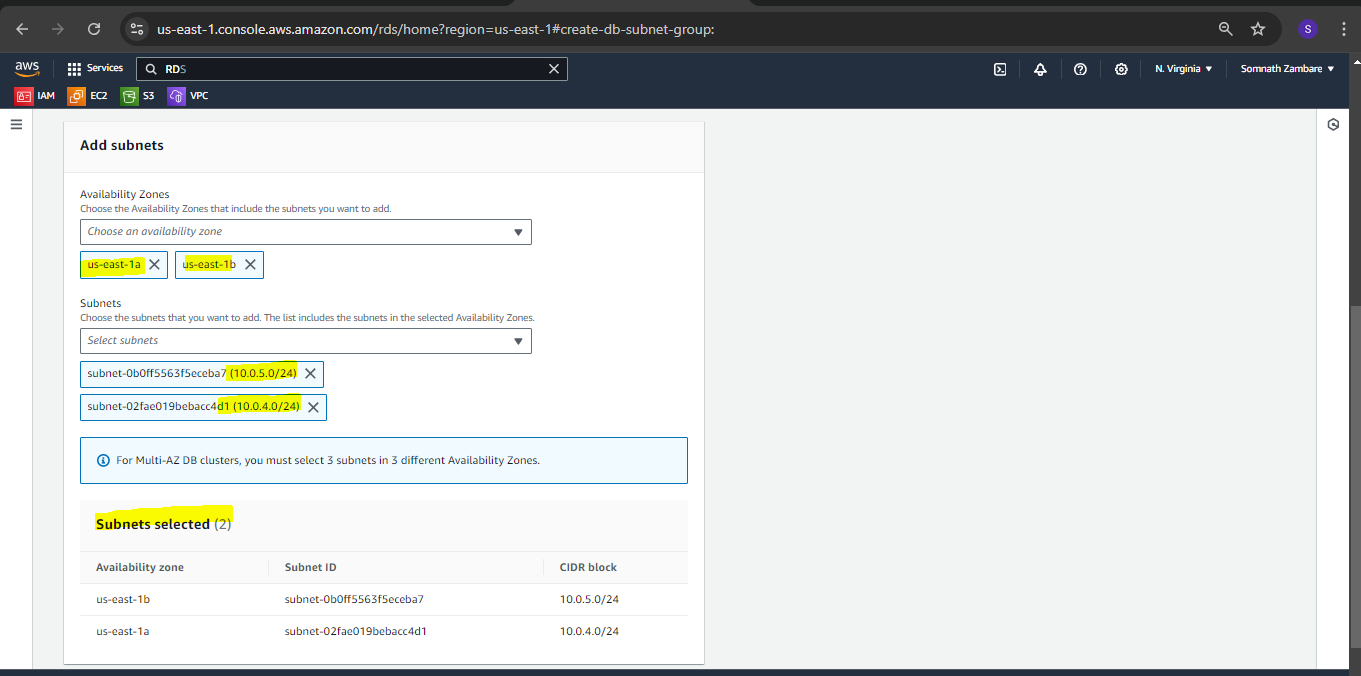 us-east-1.console.aws.amazon.com/rds/home?region=us-east-1#create-db-subnet-group:
S
aws
Services
RDS
N. Virginia
Somnath Zambare
IAM
EC2
S3
VPC
Add subnets
Availability Zones
Choose the Availability Zones that include the subnets you want to add.
Choose an availability zone
us-east-1a
us-east-1b
Subnets
Choose the subnets that you want to add. The list includes the subnets in the selected Availability Zones.
Select subnets
subnet-0b0ff5563f5eceba7 (10.0.5.0/24)
subnet-02fae019bebacc4d1 (10.0.4.0/24)
For Multi-AZ DB clusters, you must select 3 subnets in 3 different Availability Zones.
Subnets selected (2)
Availability zone Subnet ID CIDR block
us-east-1b subnet-0b0ff5563f5eceba7 10.0.5.0/24
us-east-1a subnet-02fae019bebacc4d1 10.0.4.0/24